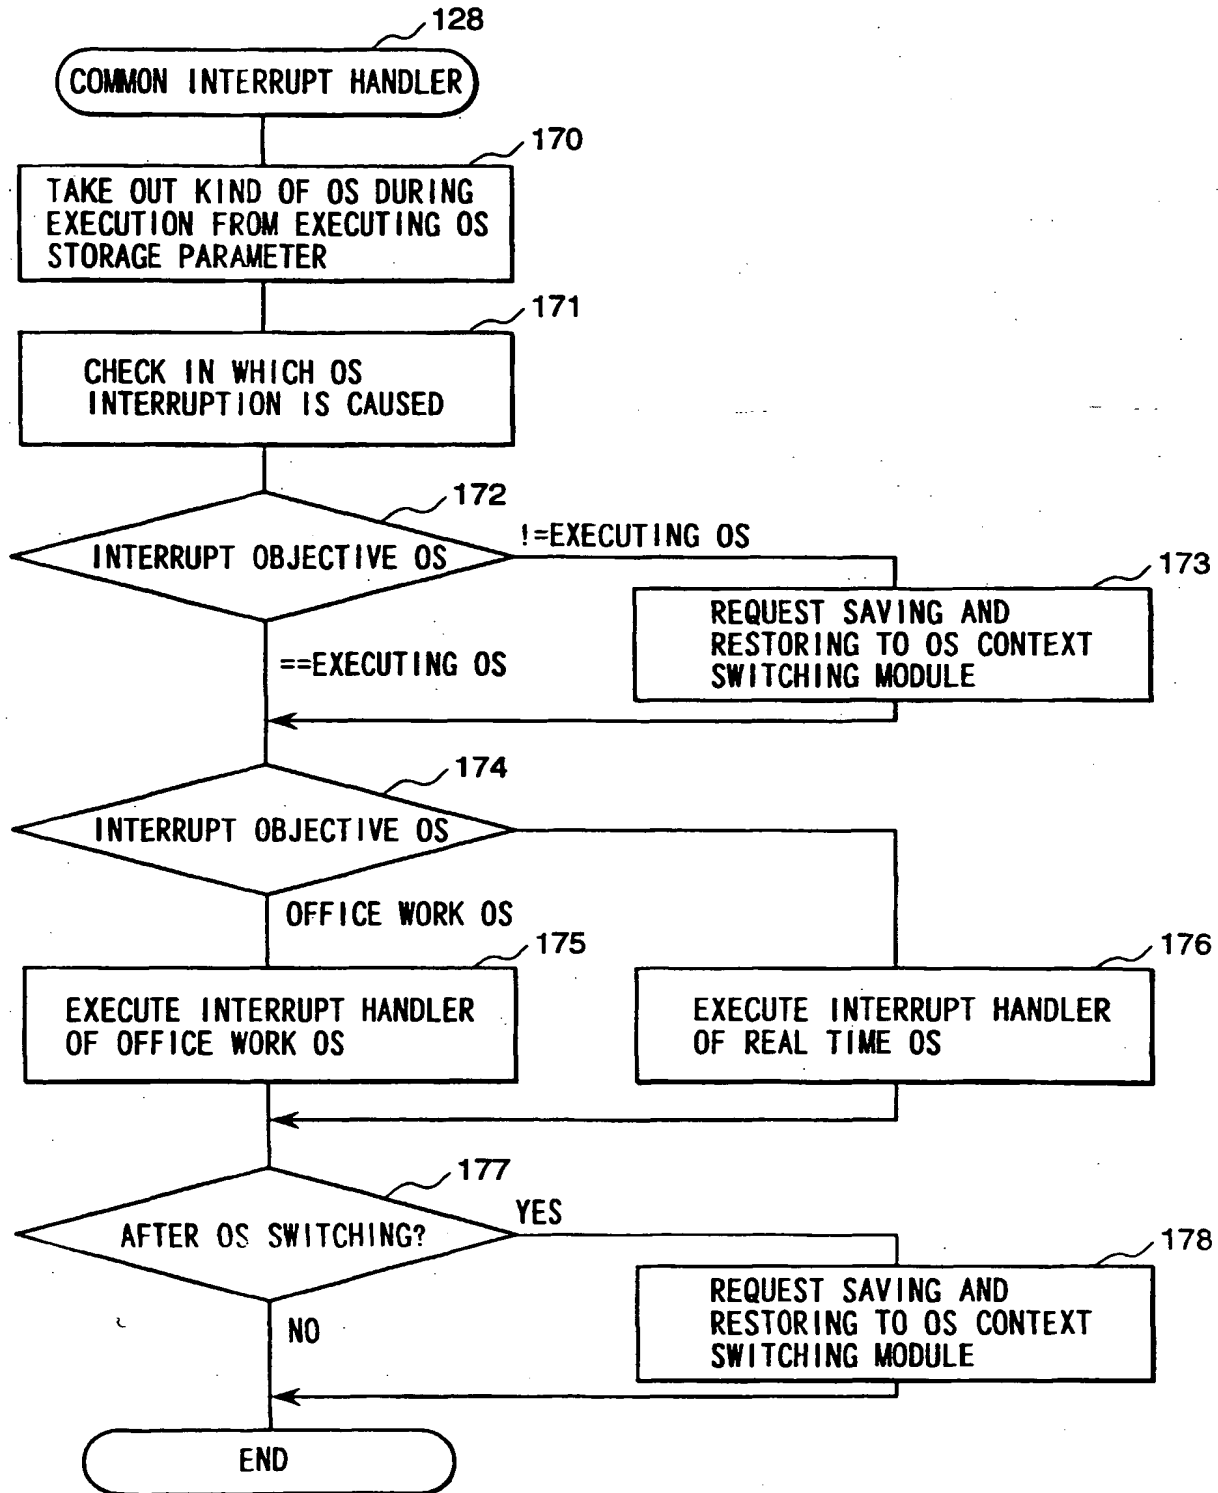 128
COMMON INTERRUPT HANDLER
170
TAKE OUT KIND OF OS DURING
EXECUTION FROM EXECUTING OS
STORAGE PARAMETER
171
CHECK IN WHICH OS
INTERRUPTION IS CAUSED
172
INTERRUPT OBJECTIVE OS
!=EXECUTING OS
173
REQUEST SAVING AND
RESTORING TO OS CONTEXT
SWITCHING MODULE
==EXECUTING OS
174
INTERRUPT OBJECTIVE OS
OFFICE WORK OS
175
EXECUTE INTERRUPT HANDLER
OF OFFICE WORK OS
176
EXECUTE INTERRUPT HANDLER
OF REAL TIME OS
177
AFTER OS SWITCHING?
YES
178
REQUEST SAVING AND
RESTORING TO OS CONTEXT
SWITCHING MODULE
NO
END